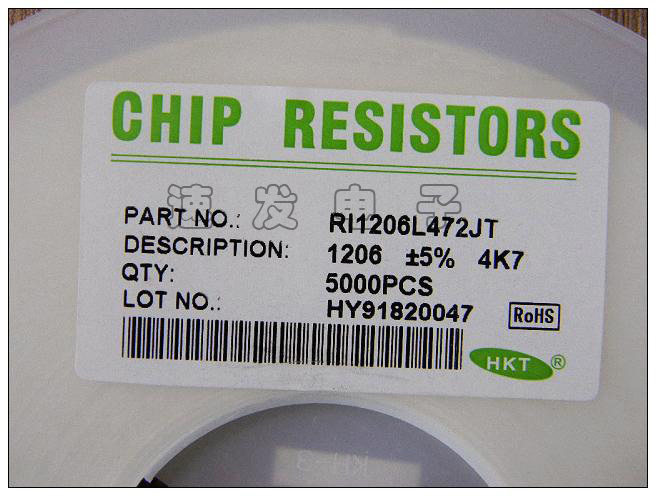 CHIP RESISTORS
速发电子
PART NO.: RI1206L472JT
DESCRIPTION: 1206 ±5% 4K7
QTY: 5000PCS
LOT NO.: HY91820047 RoHS
HKT ®